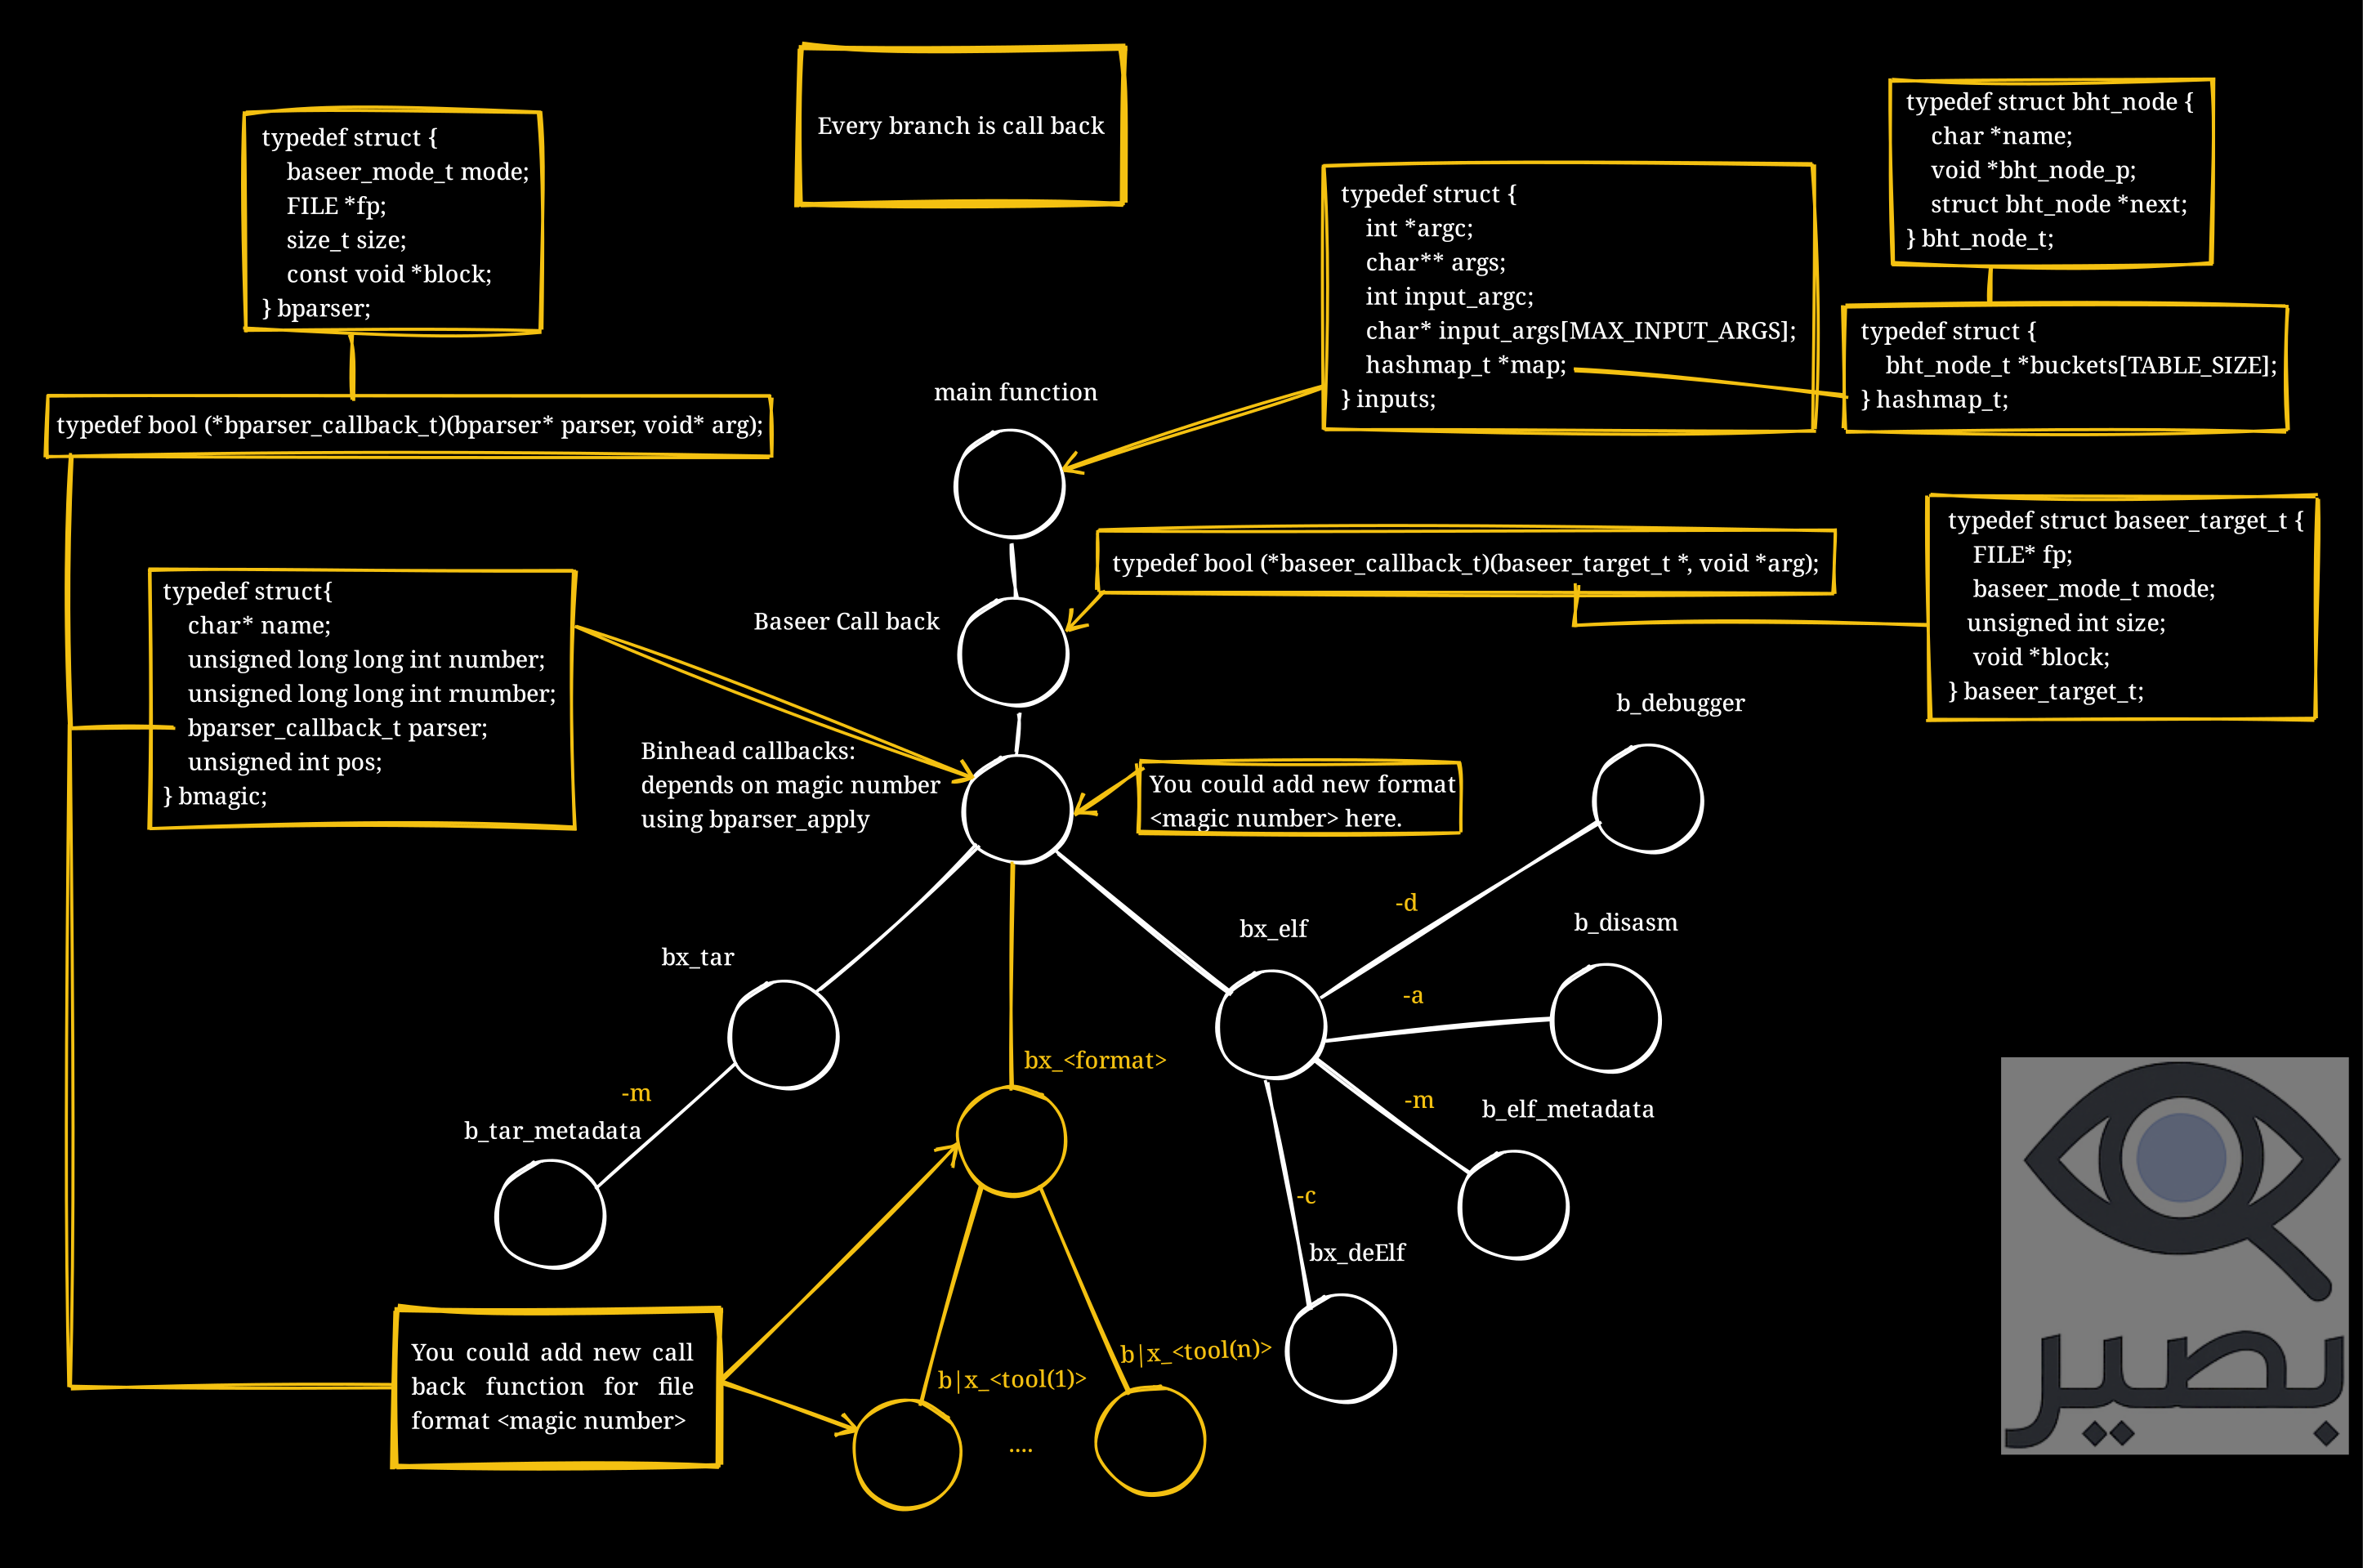 Every branch is call back
typedef struct {
baseer_mode_t mode;
FILE *fp;
size_t size;
const void *block;
} bparser;
typedef bool (*bparser_callback_t)(bparser* parser, void* arg);
typedef struct {
int *argc;
char** args;
int input_argc;
char* input_args[MAX_INPUT_ARGS];
hashmap_t *map;
} inputs;
typedef struct bht_node {
char *name;
void *bht_node_p;
struct bht_node *next;
} bht_node_t;
typedef struct {
bht_node_t *buckets[TABLE_SIZE];
} hashmap_t;
main function
typedef bool (*baseer_callback_t)(baseer_target_t *, void *arg);
typedef struct baseer_target_t {
FILE* fp;
baseer_mode_t mode;
unsigned int size;
void *block;
} baseer_target_t;
Baseer Call back
typedef struct{
char* name;
unsigned long long int number;
unsigned long long int rnumber;
bparser_callback_t parser;
unsigned int pos;
} bmagic;
Binhead callbacks:
depends on magic number
using bparser_apply
You could add new format
<magic number> here.
b_debugger
-d
bx_elf
b_disasm
-a
bx_tar
-m
b_tar_metadata
bx_<format>
-m
b_elf_metadata
-c
bx_deElf
You could add new call
back function for file
format <magic number>
b|x_<tool(1)>
....
b|x_<tool(n)>
بصير